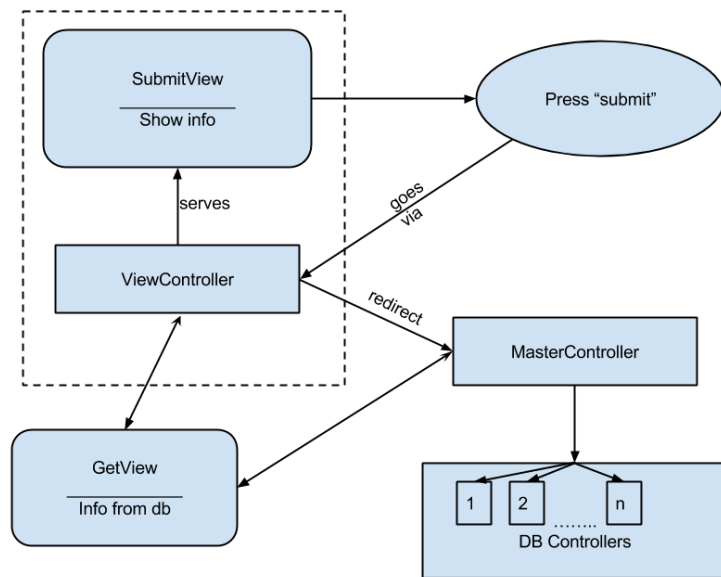 SubmitView
Show info
Press “submit”
serves
goes
via
ViewController
redirect
MasterController
GetView
Info from db
1
2
........
n
DB Controllers